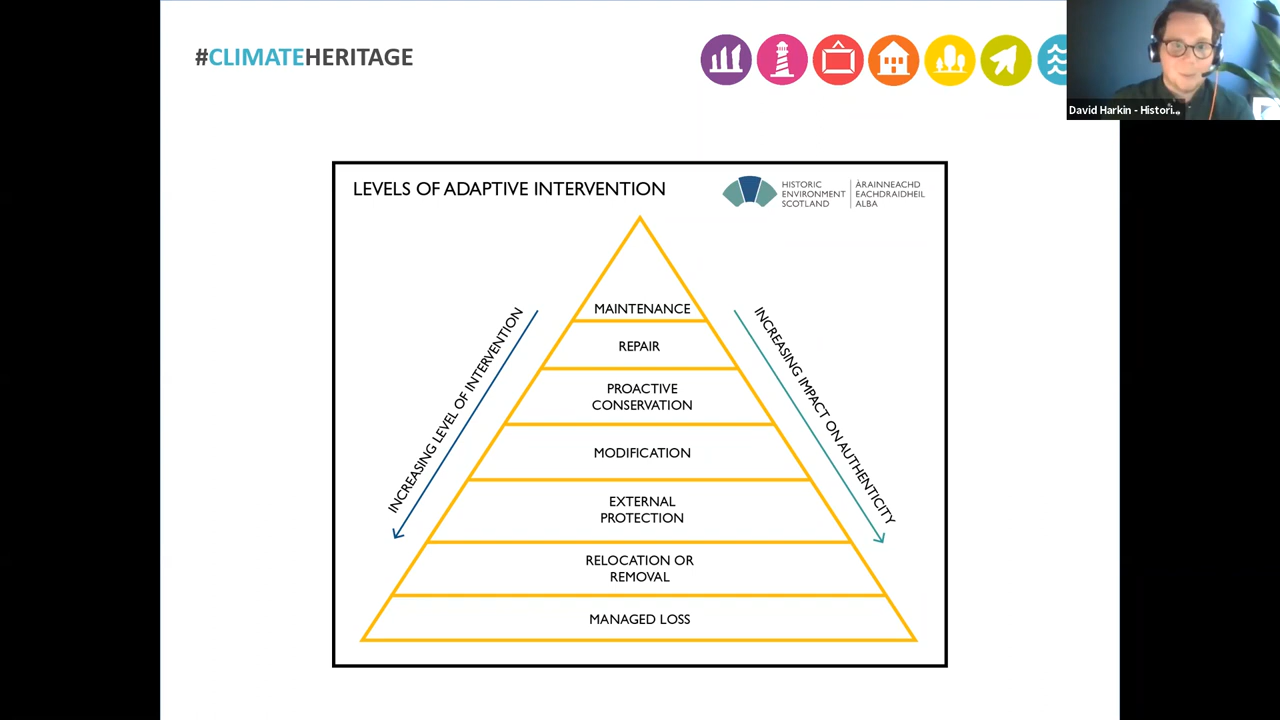 #CLIMATEHERITAGE
David Harkin - Histori...
LEVELS OF ADAPTIVE INTERVENTION
HISTORIC
ENVIRONMENT
SCOTLAND
ÀRAINNEACHD
EACHDRAIDHEIL
ALBA
INCREASING LEVEL OF INTERVENTION
INCREASING IMPACT ON AUTHENTICITY
MAINTENANCE
REPAIR
PROACTIVE
CONSERVATION
MODIFICATION
EXTERNAL
PROTECTION
RELOCATION OR
REMOVAL
MANAGED LOSS